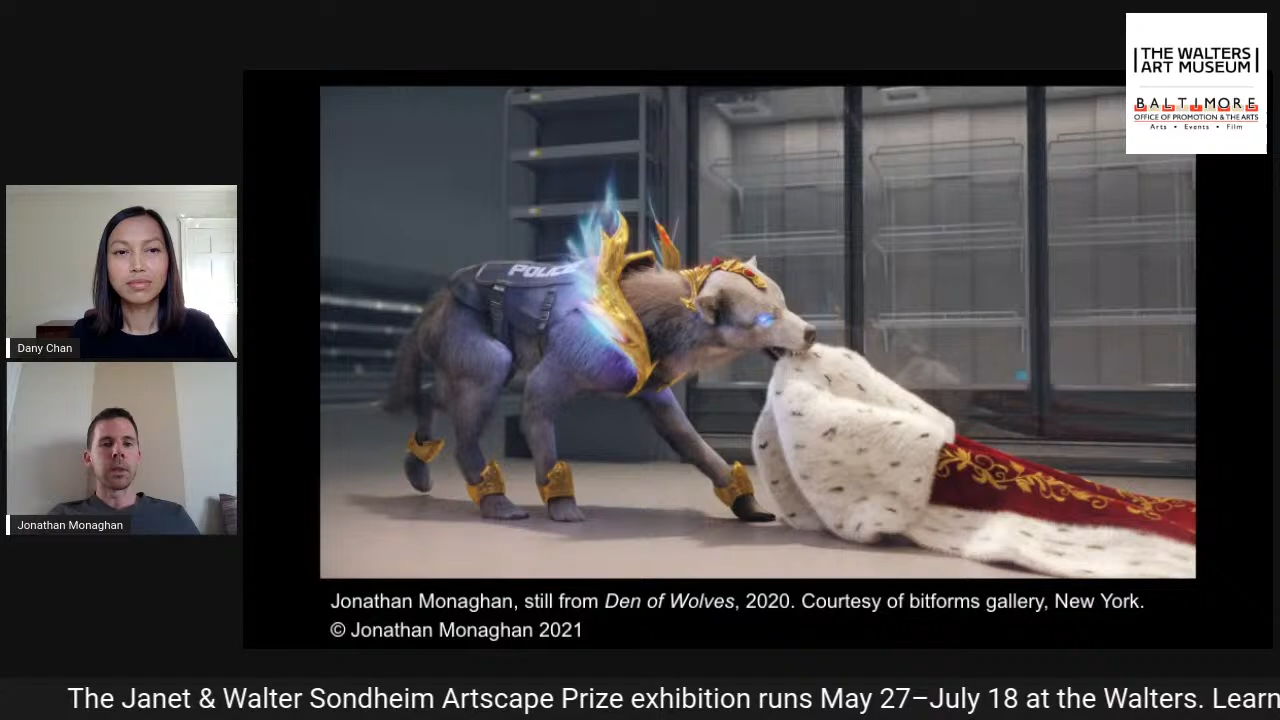 THE WALTERS
ART MUSEUM
BALTIMORE
OFFICE OF PROMOTION & THE ARTS
Arts • Events • Film
POLICE
Dany Chan
Jonathan Monaghan
Jonathan Monaghan, still from Den of Wolves, 2020. Courtesy of bitforms gallery, New York.
© Jonathan Monaghan 2021
The Janet & Walter Sondheim Artscape Prize exhibition runs May 27–July 18 at the Walters. Learn